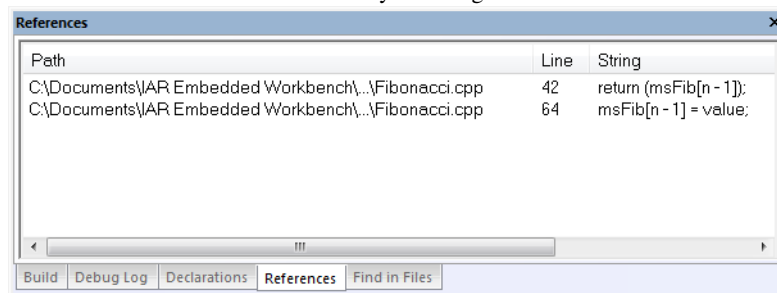 References
Path Line String
C:\Documents\IAR Embedded Workbench\...\Fibonacci.cpp 42 return (msFib[n - 1]);
C:\Documents\IAR Embedded Workbench\...\Fibonacci.cpp 64 msFib[n - 1] = value;
Build Debug Log Declarations References Find in Files